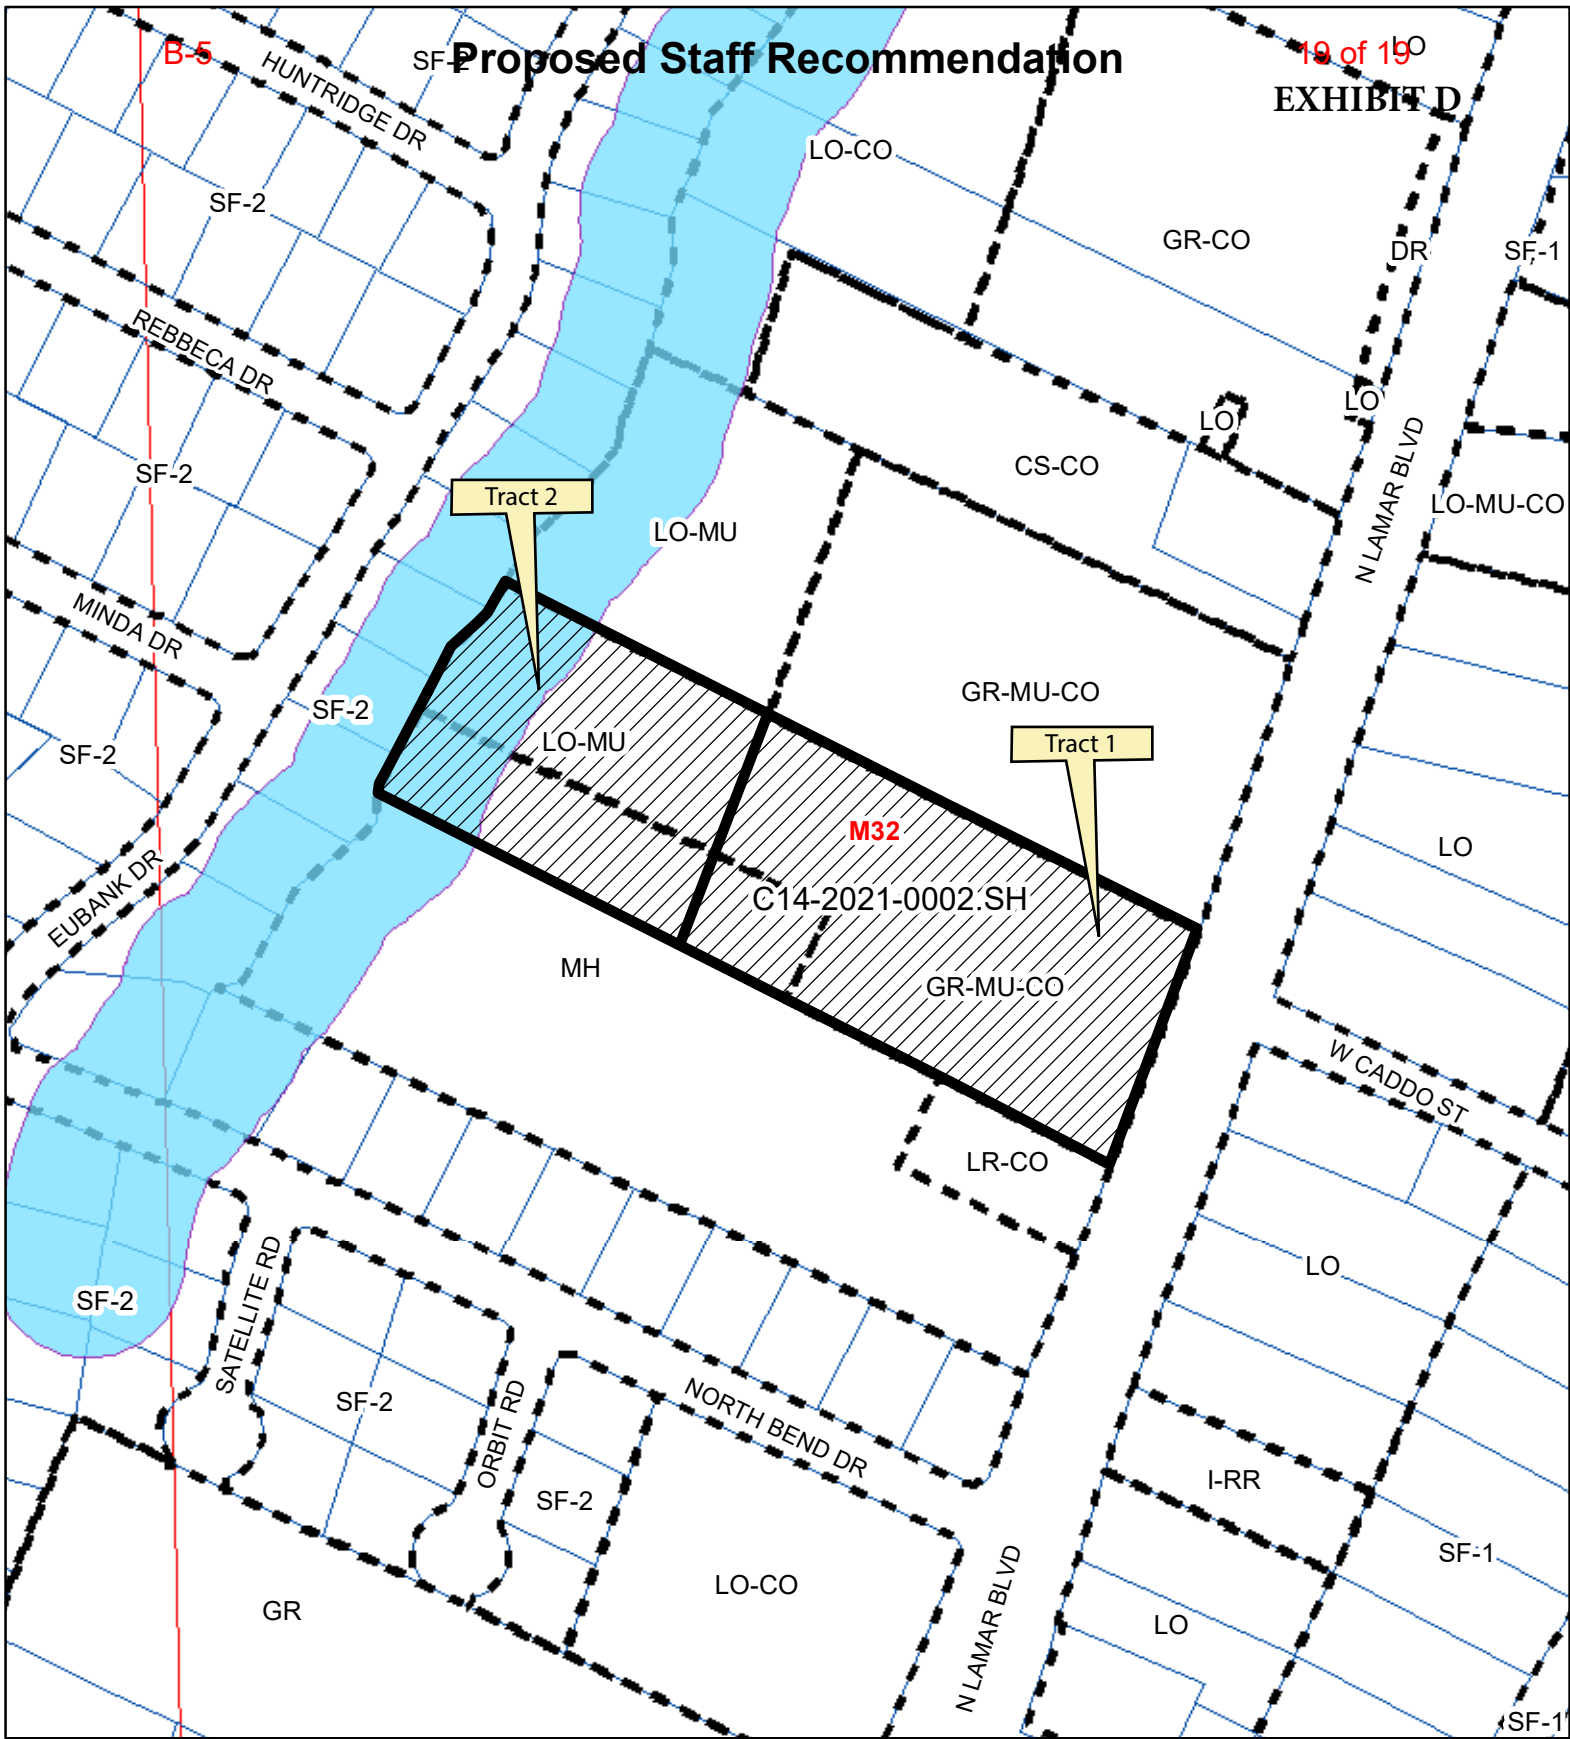 B-5
Proposed Staff Recommendation
19 of 19
EXHIBIT D
LO
SF-2
HUNTRIDGE DR
LO-CO
SF-2
GR-CO
DR
SF-1
REBBECA DR
LO
LO
CS-CO
SF-2
N LAMAR BLVD
LO-MU-CO
Tract 2
LO-MU
MINDA DR
GR-MU-CO
SF-2
LO-MU
SF-2
Tract 1
M32
LO
EUBANK DR
C14-2021-0002.SH
MH
GR-MU-CO
W CADDO ST
LR-CO
LO
SF-2
SATELLITE RD
SF-2
ORBIT RD
NORTH BEND DR
I-RR
SF-2
SF-1
LO-CO
GR
LO
N LAMAR BLVD
SF-1